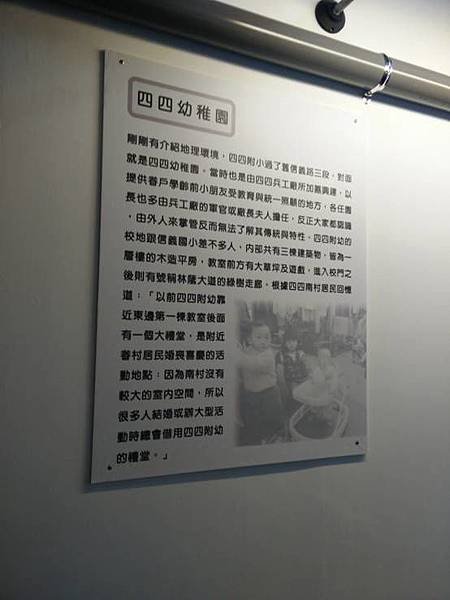 四四幼稚園
剛剛有介紹地理環境，四四附小過了舊信義路三段，對面
就是四四幼稚園。當時也是由四四兵工廠所加蓋興建，以
提供眷戶學齡前小朋友受教育與統一照顧的地方，各任園
長也多由兵工廠的軍官或廠長夫人擔任，反正大家都認識
，由外人來掌管反而無法了解其傳統與特性。四四附幼的
校地跟信義國小差不多大，內部共有三棟建築物，皆為一
層樓的木造平房，教室前方有大草坪及遊戲，進入校門之
後則有號稱林蔭大道的綠樹走廊。根據四四南村居民回憶
道：「以前四四附幼靠
近東邊第一棟教室後面
有一個大禮堂，是附近
眷村居民婚喪喜慶的活
動地點；因為南村沒有
較大的室內空間，所以
很多人結婚或辦大型活
動時總會借用四四附幼
的禮堂。」